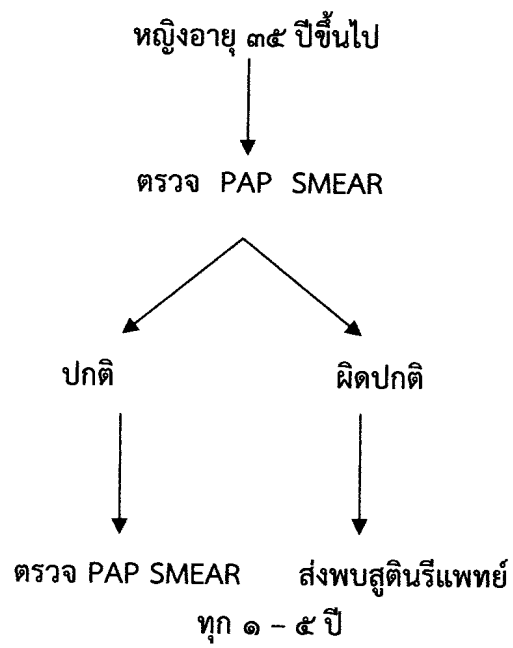 หญิงอายุ ๓๕ ปีขึ้นไป
ตรวจ PAP SMEAR
ปกติ
ผิดปกติ
ตรวจ PAP SMEAR
ส่งพบสูตินรีแพทย์
ทุก ๑ – ๕ ปี